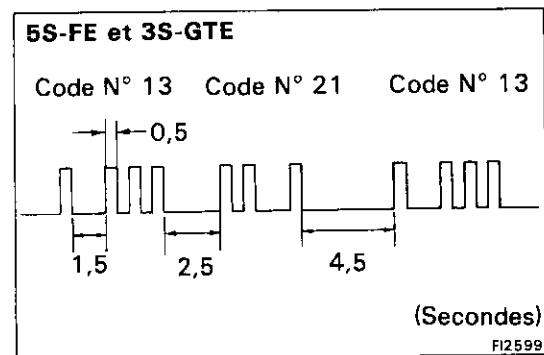 5S-FE et 3S-GTE
Code N° 13 Code N° 21 Code N° 13
0,5
1,5 2,5 4,5
(Secondes)
FI2599